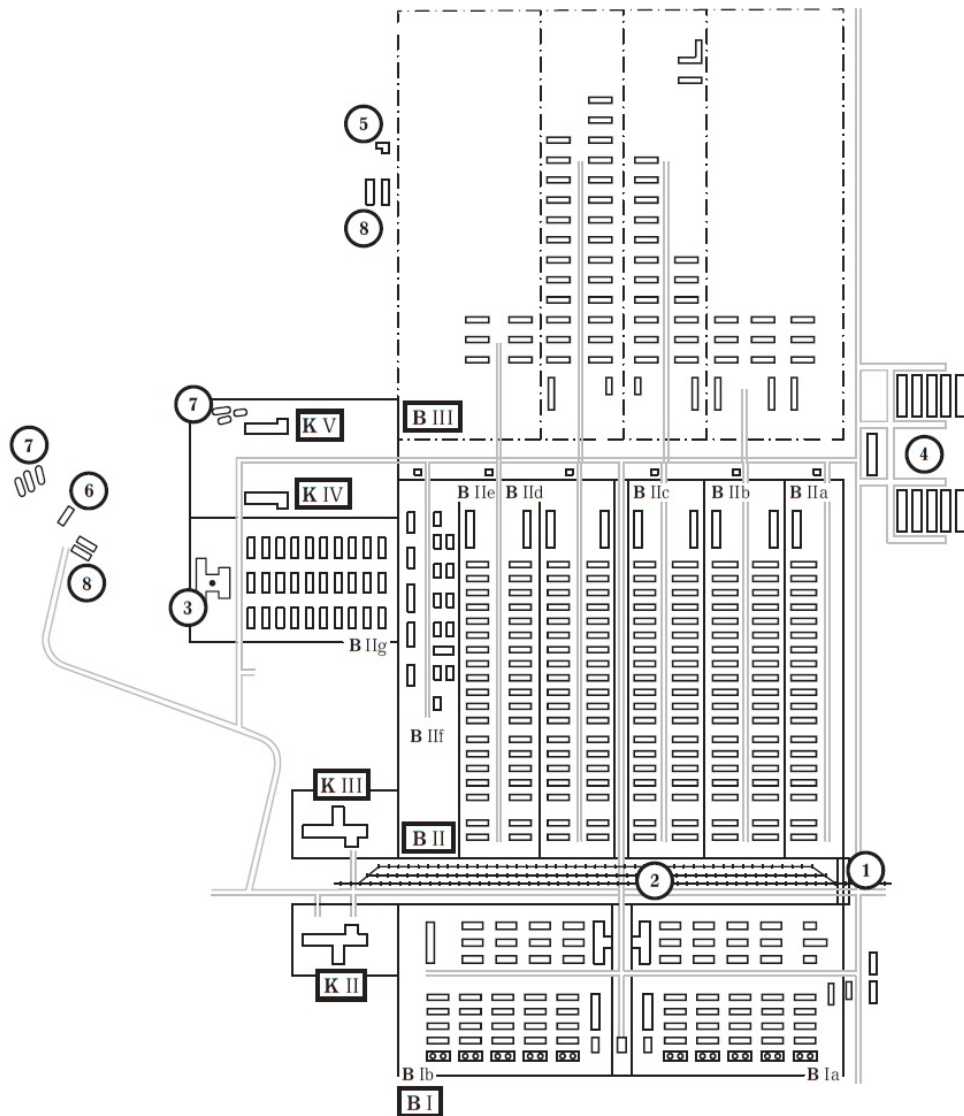 5
8
7
K V
B III
7
4
6
K IV
B IIe
B IId
B IIc
B IIb
B IIa
8
3
B IIg
B IIf
K III
B II
1
2
K II
B Ib
B Ia
B I